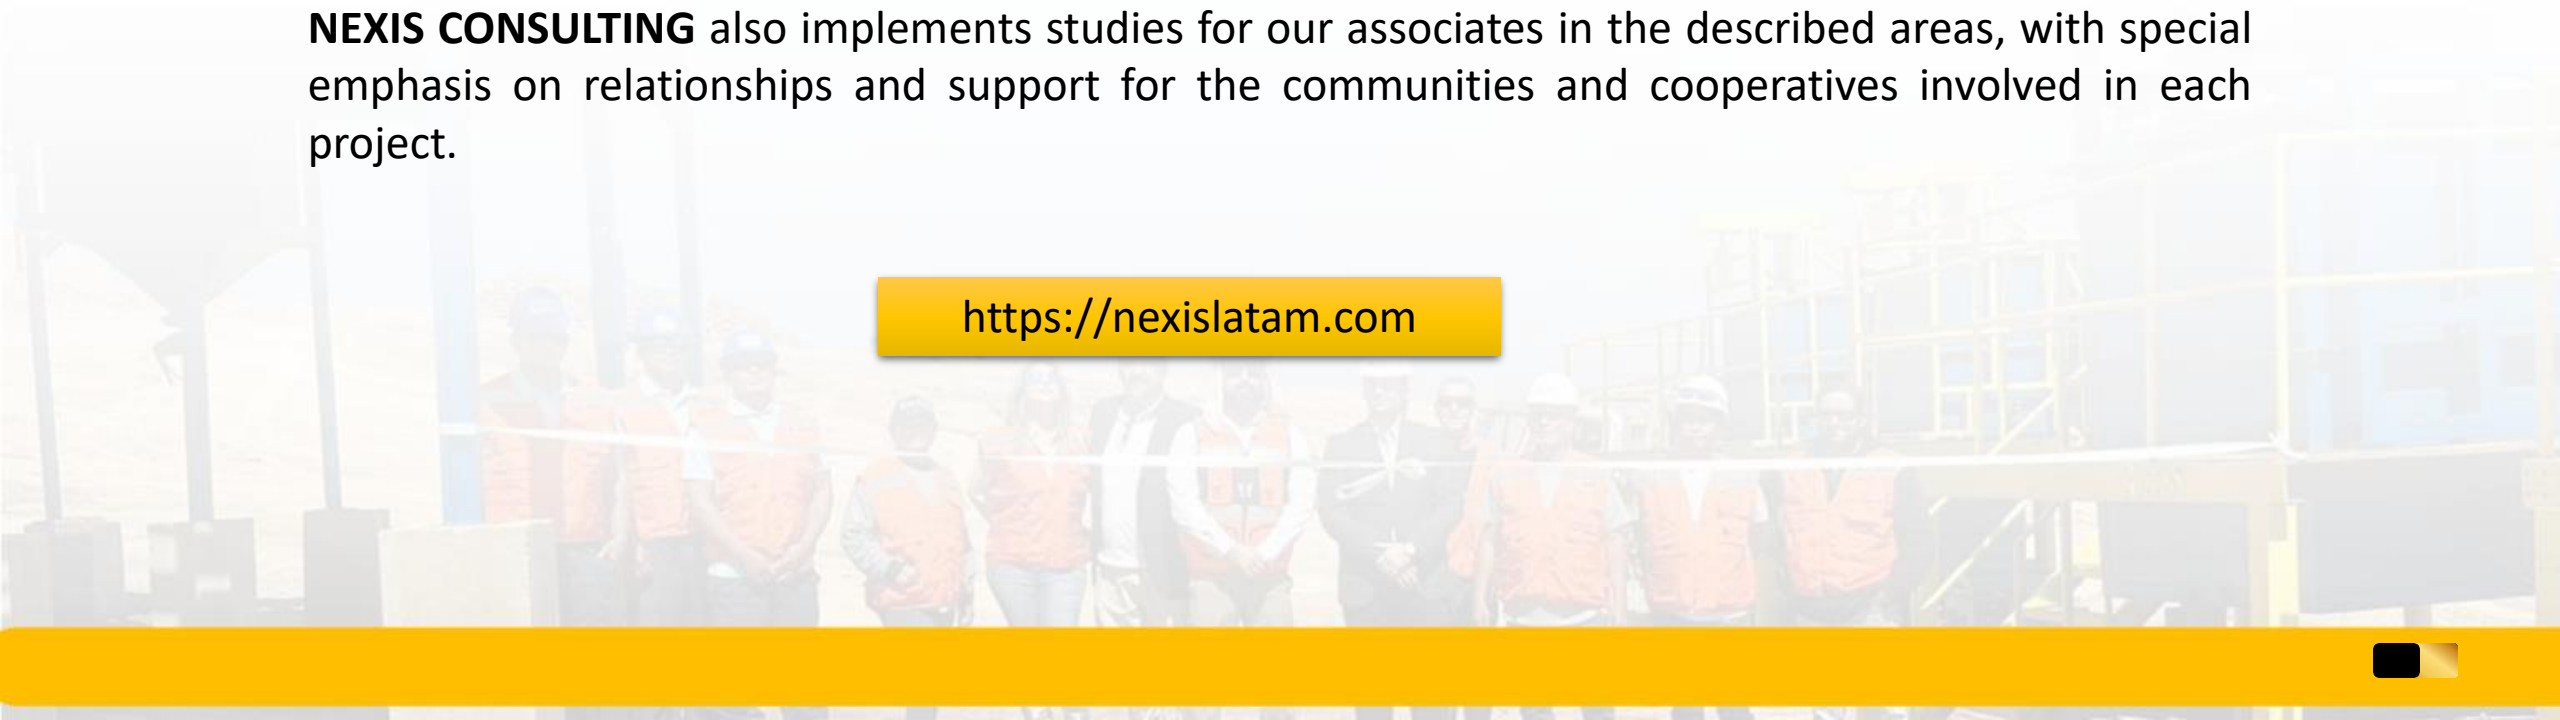 NEXIS CONSULTING also implements studies for our associates in the described areas, with special
emphasis on relationships and support for the communities and cooperatives involved in each
project.
https://nexislatam.com